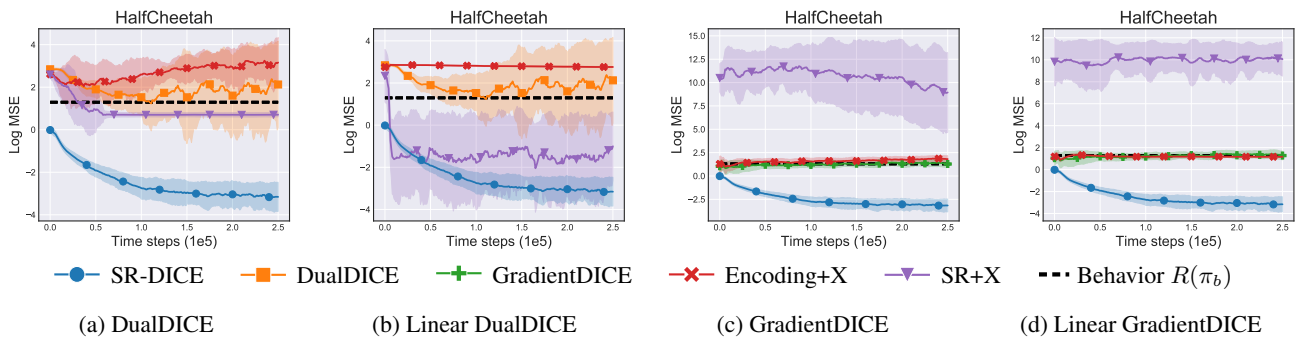 HalfCheetah
Log MSE
4
2
0
−2
−4
0.0 0.5 1.0 1.5 2.0 2.5
Time steps (1e5)
HalfCheetah
Log MSE
4
2
0
−2
−4
0.0 0.5 1.0 1.5 2.0 2.5
Time steps (1e5)
HalfCheetah
Log MSE
15.0
12.5
10.0
7.5
5.0
2.5
0.0
−2.5
0.0 0.5 1.0 1.5 2.0 2.5
Time steps (1e5)
HalfCheetah
Log MSE
12
10
8
6
4
2
0
−2
−4
0.0 0.5 1.0 1.5 2.0 2.5
Time steps (1e5)
SR-DICE DualDICE GradientDICE Encoding+X SR+X Behavior R(π_b)
(a) DualDICE (b) Linear DualDICE (c) GradientDICE (d) Linear GradientDICE